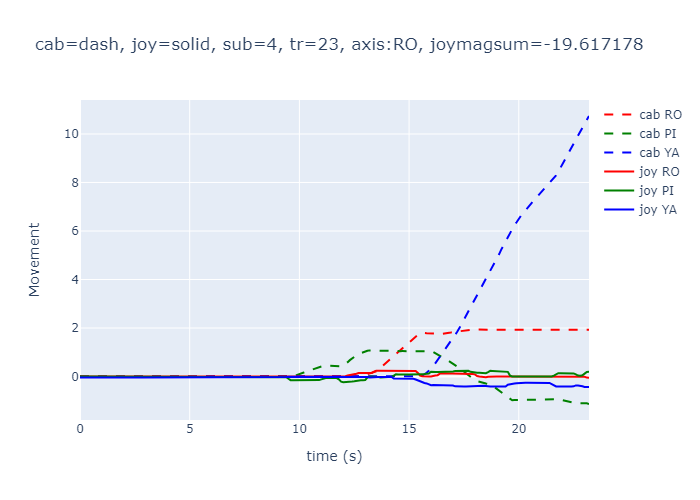 cab=dash, joy=solid, sub=4, tr=23, axis:RO, joymagsum=-19.617178
cab RO
cab PI
cab YA
joy RO
joy PI
joy YA
Movement
10
8
6
4
2
0
0 5 10 15 20
time (s)